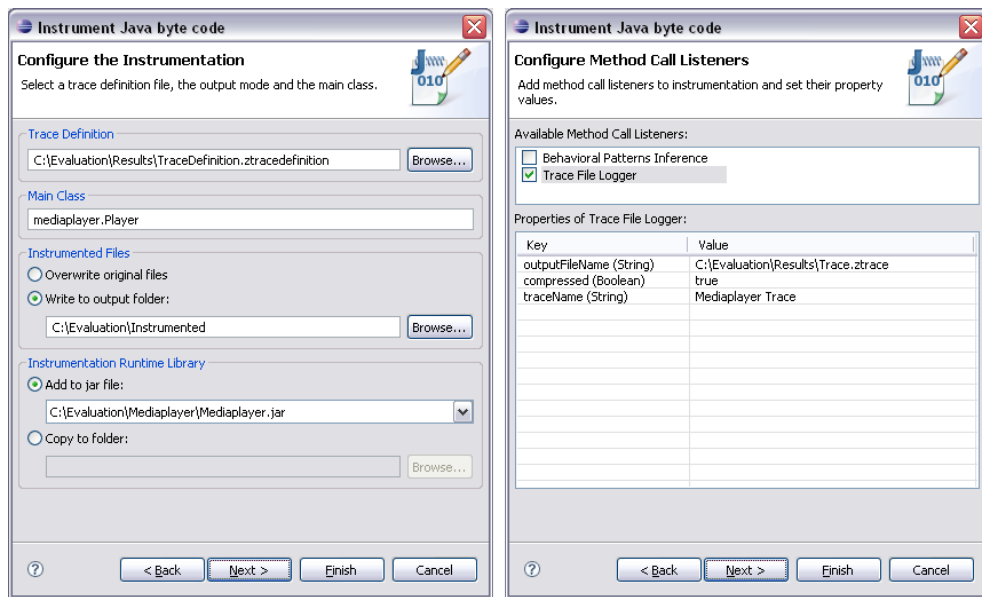 Instrument Java byte code
Configure the Instrumentation
Select a trace definition file, the output mode and the main class.
010
Trace Definition
C:\Evaluation\Results\TraceDefinition.ztracedefinition
Browse...
Main Class
mediaplayer.Player
Instrumented Files
Overwrite original files
Write to output folder:
C:\Evaluation\Instrumented
Browse...
Instrumentation Runtime Library
Add to jar file:
C:\Evaluation\Mediaplayer\Mediaplayer.jar
Copy to folder:
Browse...
?
< Back
Next >
Finish
Cancel
Instrument Java byte code
Configure Method Call Listeners
Add method call listeners to instrumentation and set their property
values.
010
Available Method Call Listeners:
Behavioral Patterns Inference
Trace File Logger
Properties of Trace File Logger:
Key Value
outputFileName (String) C:\Evaluation\Results\Trace.ztrace
compressed (Boolean) true
traceName (String) Mediaplayer Trace
?
< Back
Next >
Finish
Cancel